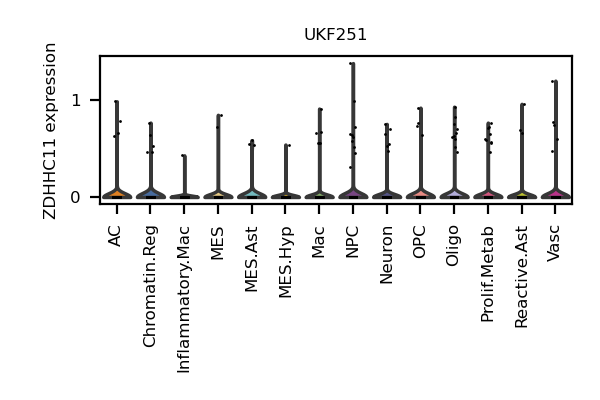 UKF251
ZDHHC11 expression
1
0
AC
Chromatin.Reg
Inflammatory.Mac
MES
MES.Ast
MES.Hyp
Mac
NPC
Neuron
OPC
Oligo
Prolif.Metab
Reactive.Ast
Vasc